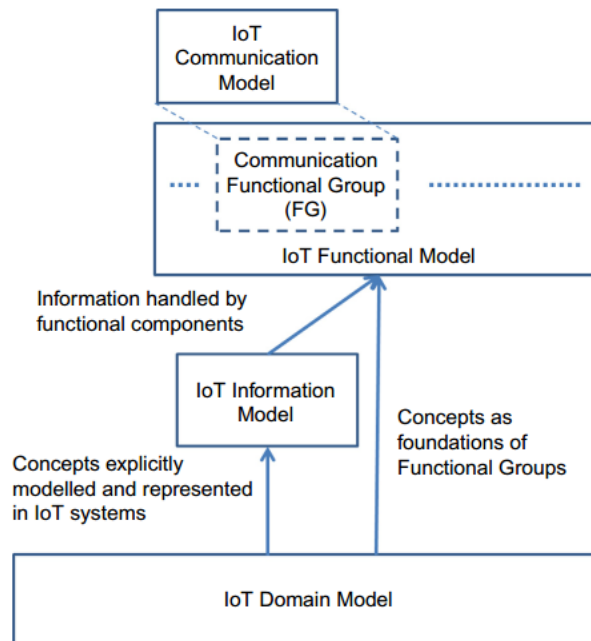 IoT
Communication
Model
Communication
Functional Group
(FG)
IoT Functional Model
Information handled by
functional components
IoT Information
Model
Concepts as
foundations of
Functional Groups
Concepts explicitly
modelled and represented
in IoT systems
IoT Domain Model